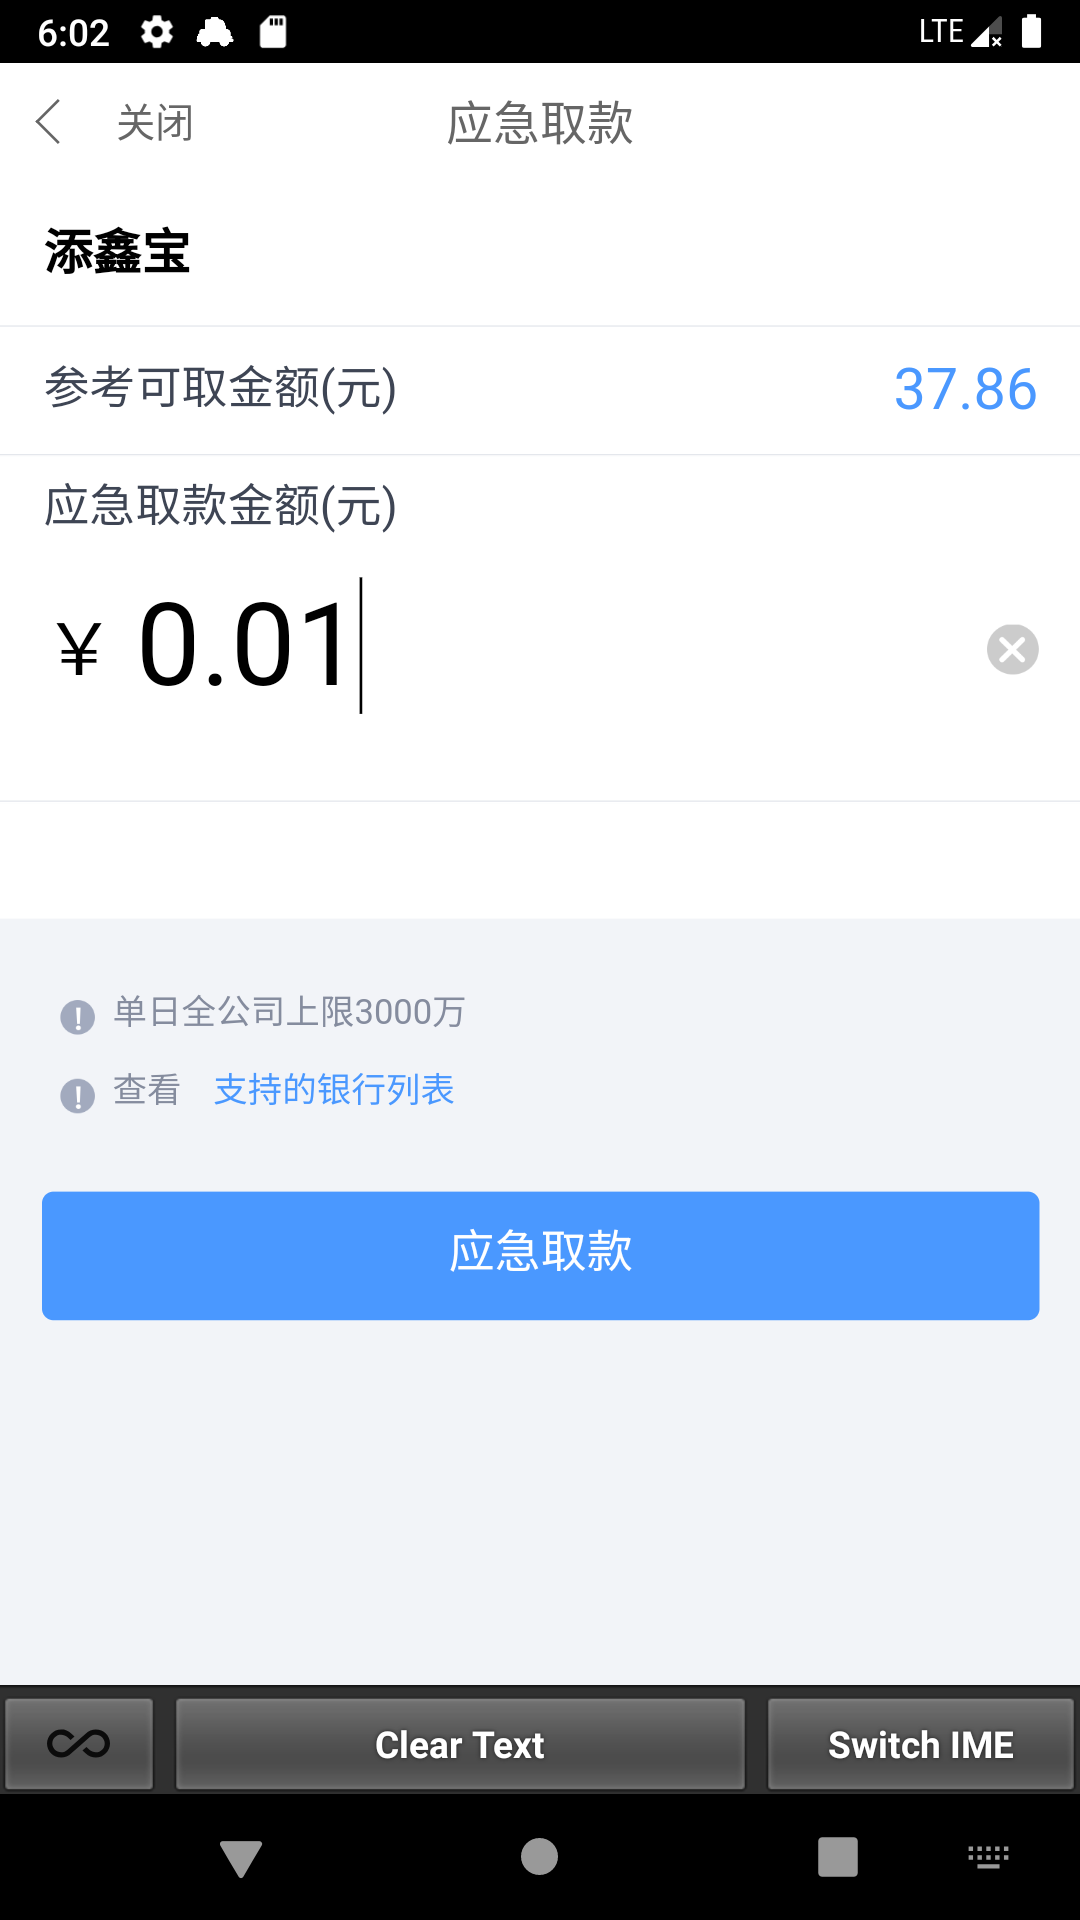 6:02 LTE
关闭 应急取款
添鑫宝
参考可取金额(元) 37.86
应急取款金额(元)
¥ 0.01
单日全公司上限3000万
查看 支持的银行列表
应急取款
Clear Text Switch IME